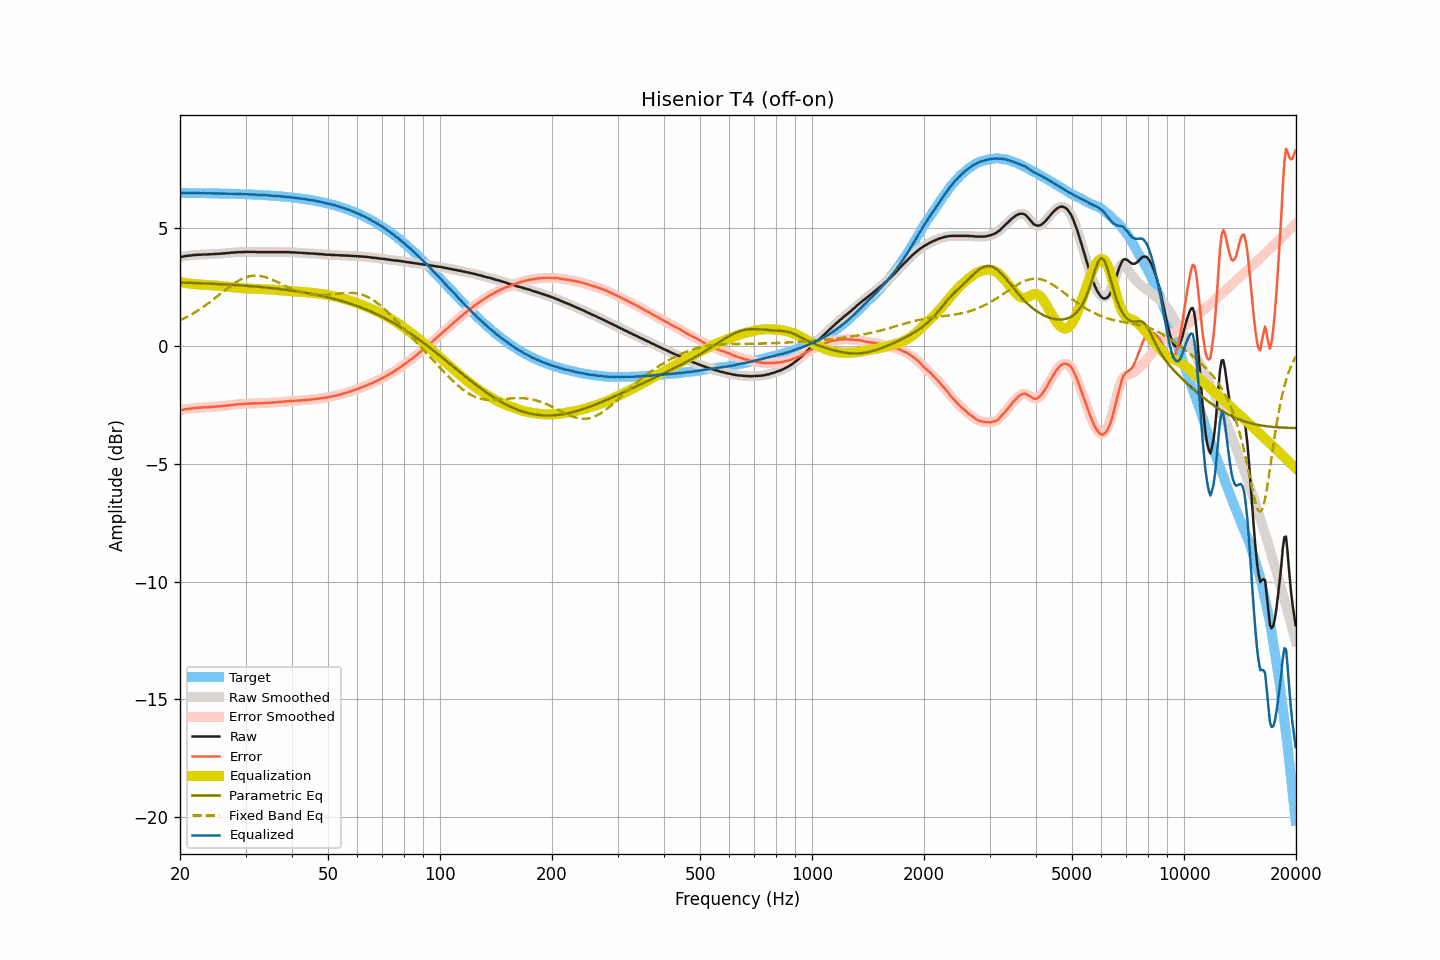 Hisenior T4 (off-on)
Amplitude (dBr)
5
0
−5
−10
−15
−20
Target
Raw Smoothed
Error Smoothed
Raw
Error
Equalization
Parametric Eq
Fixed Band Eq
Equalized
20 50 100 200 500 1000 2000 5000 10000 20000
Frequency (Hz)